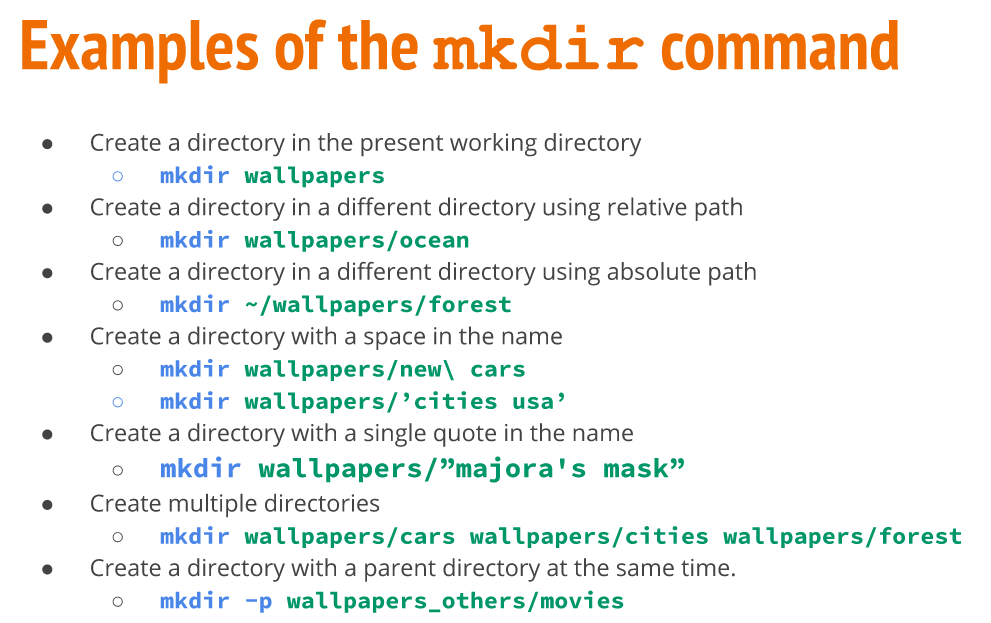 Examples of the mkdir command
● Create a directory in the present working directory
○ mkdir wallpapers
● Create a directory in a different directory using relative path
○ mkdir wallpapers/ocean
● Create a directory in a different directory using absolute path
○ mkdir ~/wallpapers/forest
● Create a directory with a space in the name
○ mkdir wallpapers/new\ cars
○ mkdir wallpapers/’cities usa’
● Create a directory with a single quote in the name
○ mkdir wallpapers/”majora's mask”
● Create multiple directories
○ mkdir wallpapers/cars wallpapers/cities wallpapers/forest
● Create a directory with a parent directory at the same time.
○ mkdir -p wallpapers_others/movies